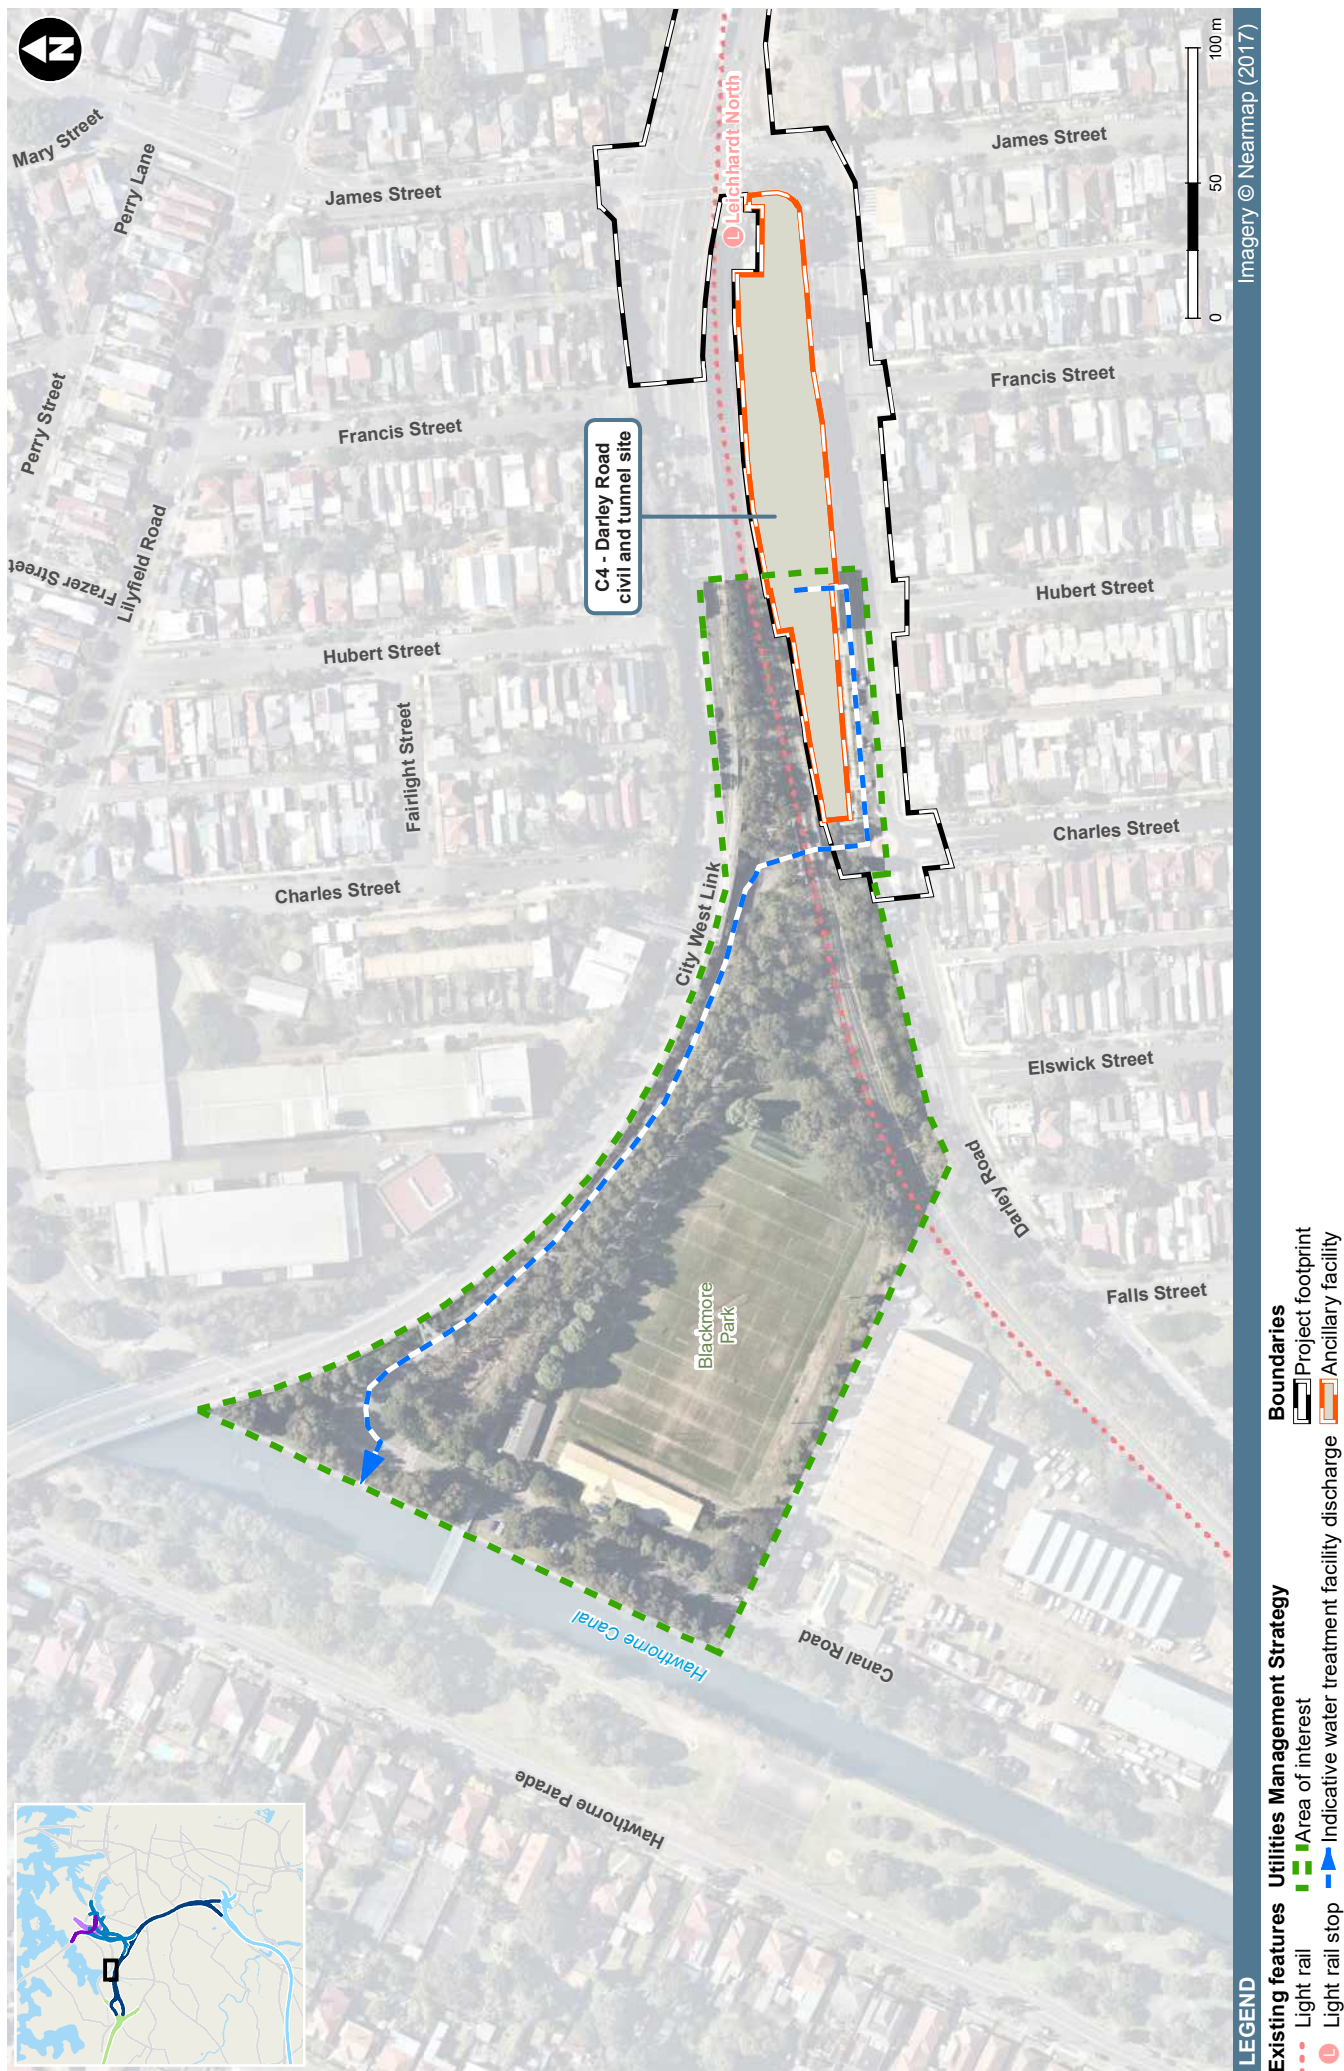 N
Mary Street
Perry Lane
Perry Street
Frazer Street
Lilyfield Road
James Street
Francis Street
Hubert Street
Fairlight Street
Charles Street
City West Link
L Leichhardt North
C4 - Darley Road
civil and tunnel site
James Street
Francis Street
Hubert Street
Charles Street
Elswick Street
Darley Road
Falls Street
Blackmore
Park
Hawthorne Canal
Canal Road
Hawthorne Parade
0 50 100 m
Imagery © Nearmap (2017)
LEGEND
Existing features
Light rail
L Light rail stop
Utilities Management Strategy
Area of interest
Indicative water treatment facility discharge
Boundaries
Project footprint
Ancillary facility